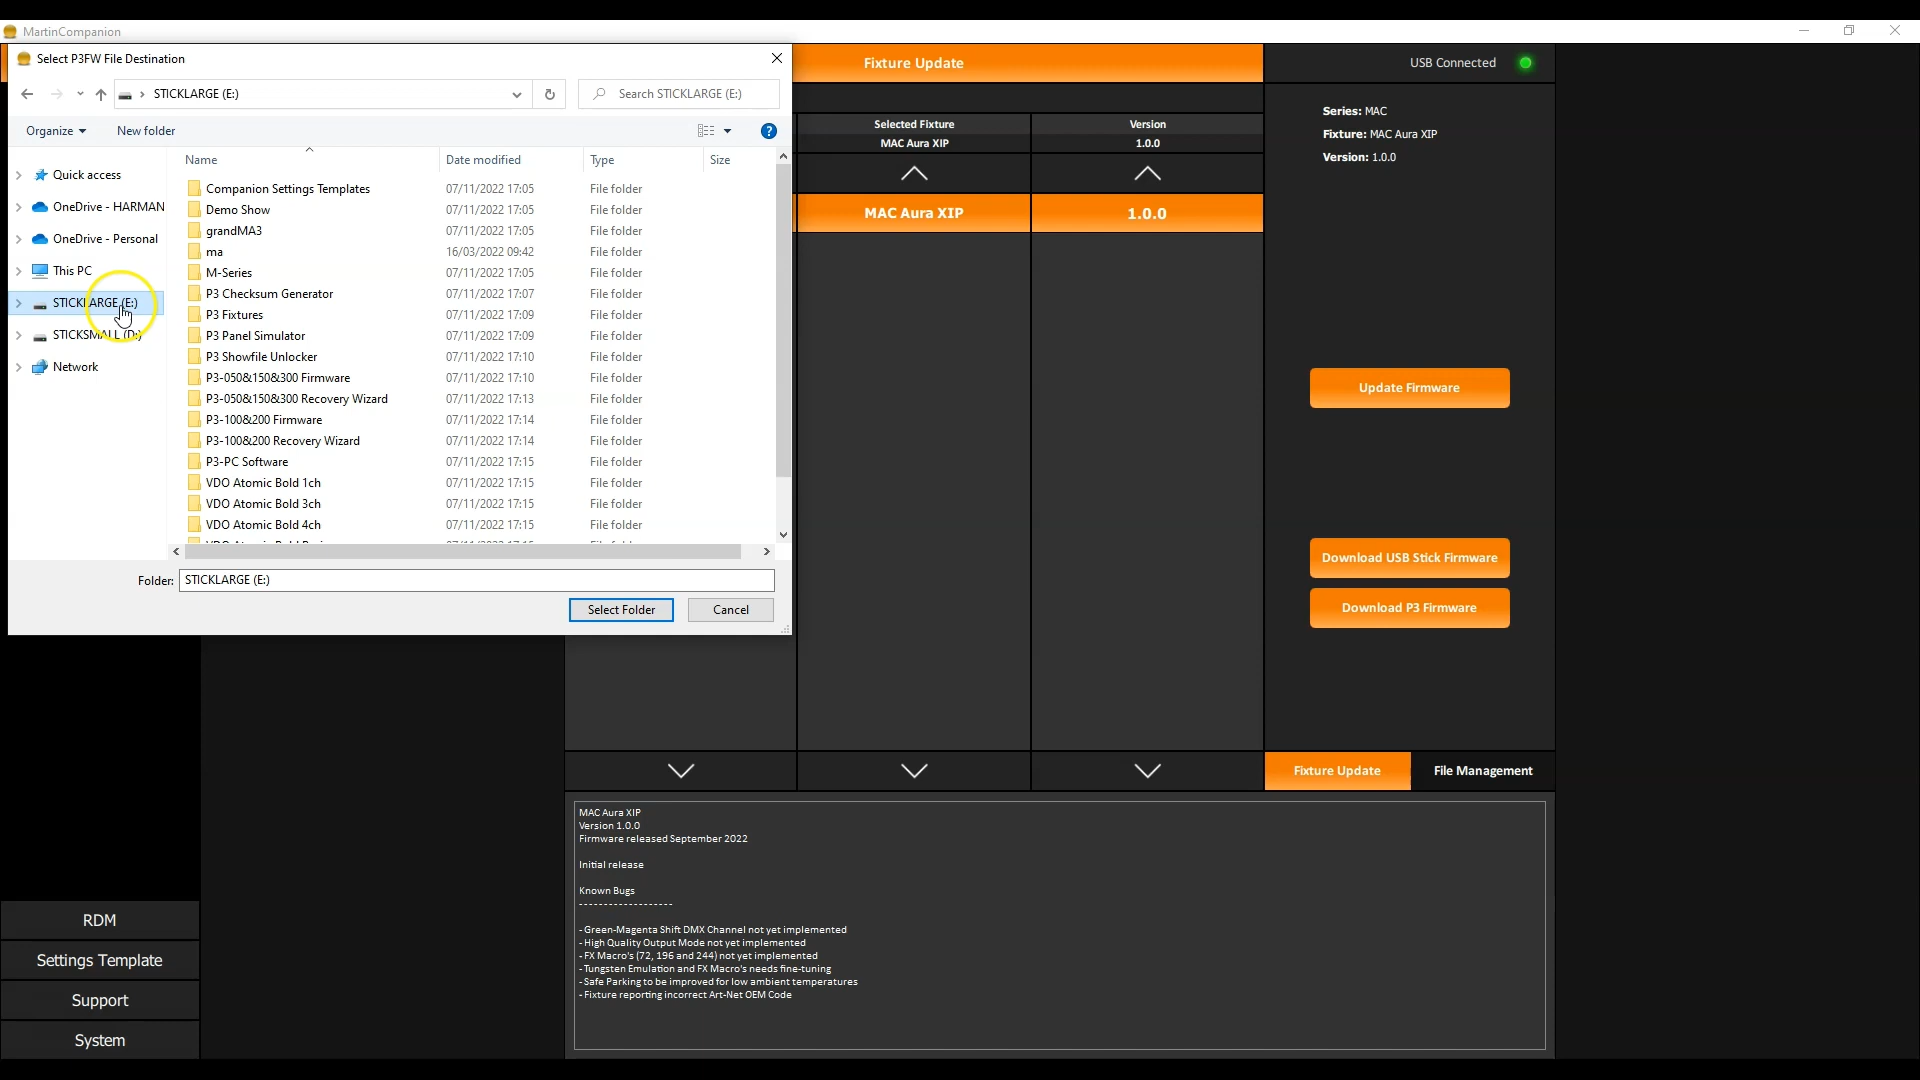 MartinCompanion
Select P3FW File Destination
STICKLARGE (E:)
Search STICKLARGE (E:)
Organize
New folder
Name
Date modified
Type
Size
Quick access
OneDrive - HARMAN
OneDrive - Personal
This PC
STICKLARGE (E:)
STICKSMALL (D:)
Network
Companion Settings Templates 07/11/2022 17:05 File folder
Demo Show 07/11/2022 17:05 File folder
grandMA3 07/11/2022 17:05 File folder
ma 16/03/2022 09:42 File folder
M-Series 07/11/2022 17:05 File folder
P3 Checksum Generator 07/11/2022 17:07 File folder
P3 Fixtures 07/11/2022 17:09 File folder
P3 Panel Simulator 07/11/2022 17:09 File folder
P3 Showfile Unlocker 07/11/2022 17:10 File folder
P3-050&150&300 Firmware 07/11/2022 17:10 File folder
P3-050&150&300 Recovery Wizard 07/11/2022 17:13 File folder
P3-100&200 Firmware 07/11/2022 17:14 File folder
P3-100&200 Recovery Wizard 07/11/2022 17:14 File folder
P3-PC Software 07/11/2022 17:15 File folder
VDO Atomic Bold 1ch 07/11/2022 17:15 File folder
VDO Atomic Bold 3ch 07/11/2022 17:15 File folder
VDO Atomic Bold 4ch 07/11/2022 17:15 File folder
Folder: STICKLARGE (E:)
Select Folder
Cancel
Fixture Update
USB Connected
Selected Fixture
MAC Aura XIP
Version
1.0.0
MAC Aura XIP
1.0.0
Series: MAC
Fixture: MAC Aura XIP
Version: 1.0.0
Update Firmware
Download USB Stick Firmware
Download P3 Firmware
Fixture Update
File Management
MAC Aura XIP
Version 1.0.0
Firmware released September 2022
Initial release
Known Bugs
--------------------
- Green-Magenta Shift DMX Channel not yet implemented
- High Quality Output Mode not yet implemented
- FX Macro's (72, 196 and 244) not yet implemented
- Tungsten Emulation and FX Macro's needs fine-tuning
- Safe Parking to be improved for low ambient temperatures
- Fixture reporting incorrect Art-Net OEM Code
RDM
Settings Template
Support
System